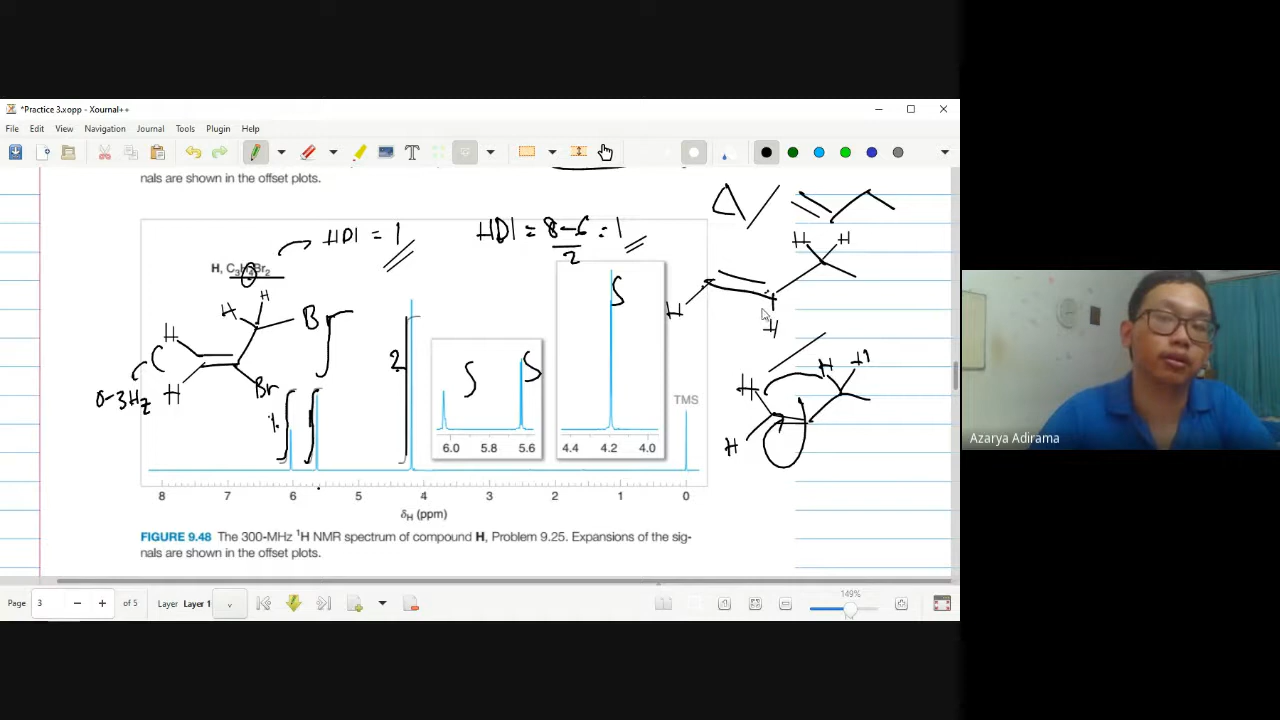 *Practice 3.xopp - Xournal++
File Edit View Navigation Journal Tools Plugin Help
nals are shown in the offset plots.
HDI = 1
HDI = 8-6 = 1
2
H, C3H4Br2
S
H
H
H
H
Br
H
H
B
H
H
H
H
H
H
0-3Hz
1
2
S
S
TMS
6.0 5.8 5.6
4.4 4.2 4.0
8 7 6 5 4 3 2 1 0
δH (ppm)
FIGURE 9.48 The 300-MHz 1H NMR spectrum of compound H, Problem 9.25. Expansions of the sig-
nals are shown in the offset plots.
Page 3 of 5 Layer Layer 1 149%
Azarya Adirama